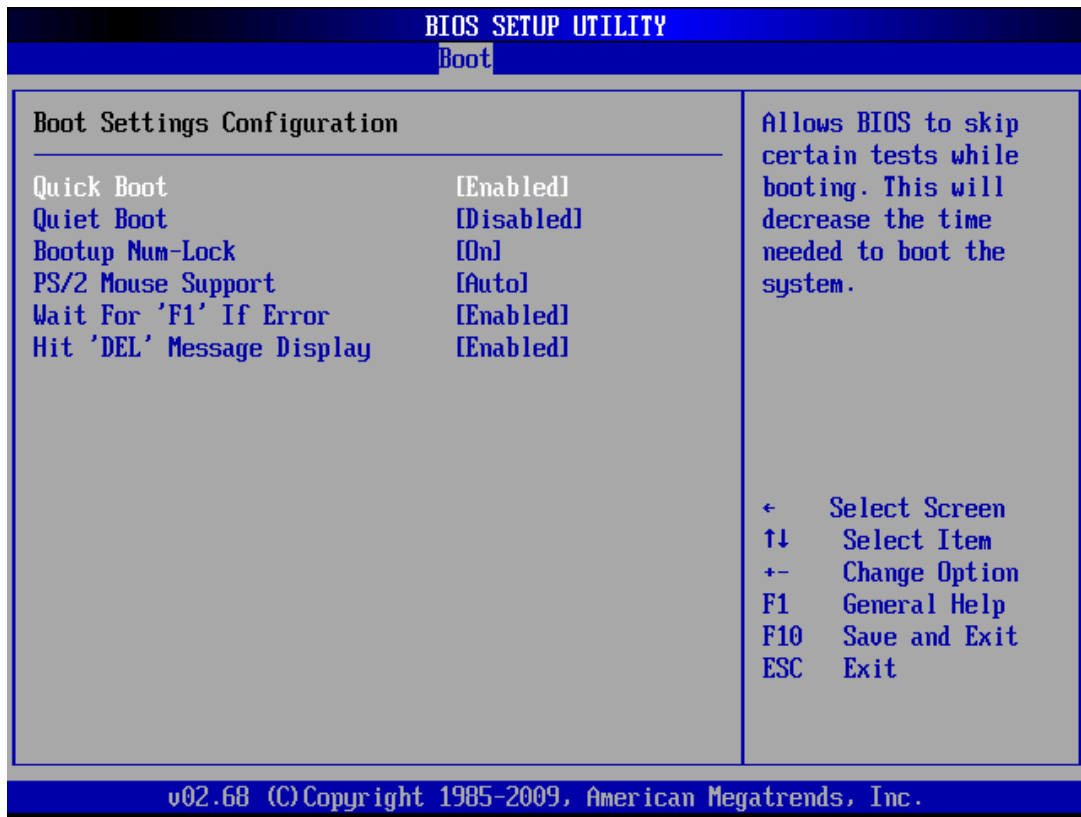 BIOS SETUP UTILITY
Boot
Boot Settings Configuration
Quick Boot [Enabled]
Quiet Boot [Disabled]
Bootup Num-Lock [On]
PS/2 Mouse Support [Auto]
Wait For 'F1' If Error [Enabled]
Hit 'DEL' Message Display [Enabled]
Allows BIOS to skip
certain tests while
booting. This will
decrease the time
needed to boot the
system.
← Select Screen
↑↓ Select Item
+- Change Option
F1 General Help
F10 Save and Exit
ESC Exit
v02.68 (C)Copyright 1985-2009, American Megatrends, Inc.